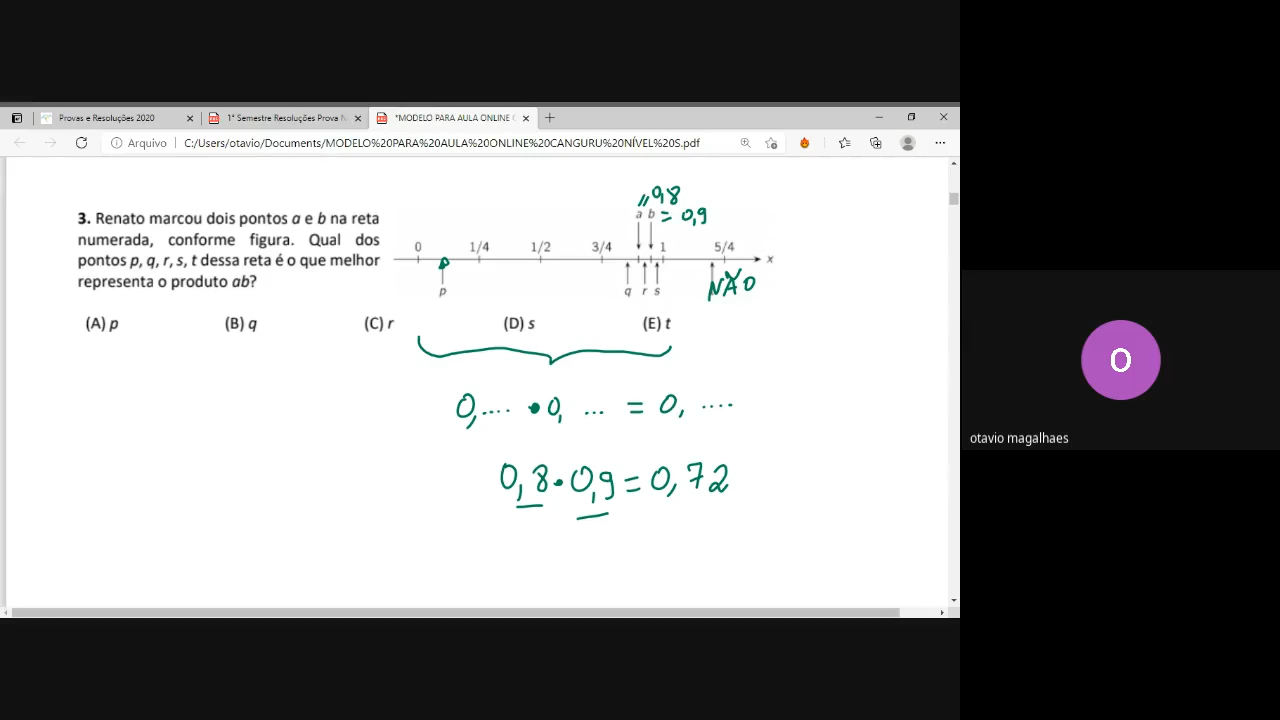 Provas e Resoluções 2020
1º Semestre Resoluções Prova N
*MODELO PARA AULA ONLINE C
Arquivo
C:/Users/otavio/Documents/MODELO%20PARA%20AULA%20ONLINE%20CANGURU%20NÍVEL%20S.pdf
3. Renato marcou dois pontos a e b na reta
numerada, conforme figura. Qual dos
pontos p, q, r, s, t dessa reta é o que melhor
representa o produto ab?
98
a b = 0,9
0 1/4 1/2 3/4 1 5/4
x
p q r s NÃO
(A) p (B) q (C) r (D) s (E) t
0,.... • 0, ... = 0, ....
0,8 • 0,9 = 0,72
O
otavio magalhaes